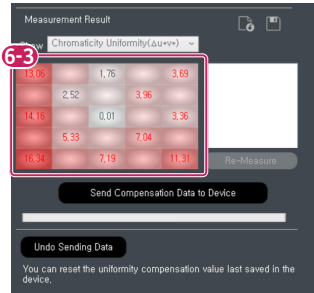 Measurement Result
Show Chromaticity Uniformity(Δu*v*)
6-3
13,06 1,76 3,69
2,52 3,96
14,16 0,01 3,36
5,33 7,04
16,34 7,19 11,31
Re-Measure
Send Compensation Data to Device
Undo Sending Data
You can reset the uniformity compensation value last saved in the
device,